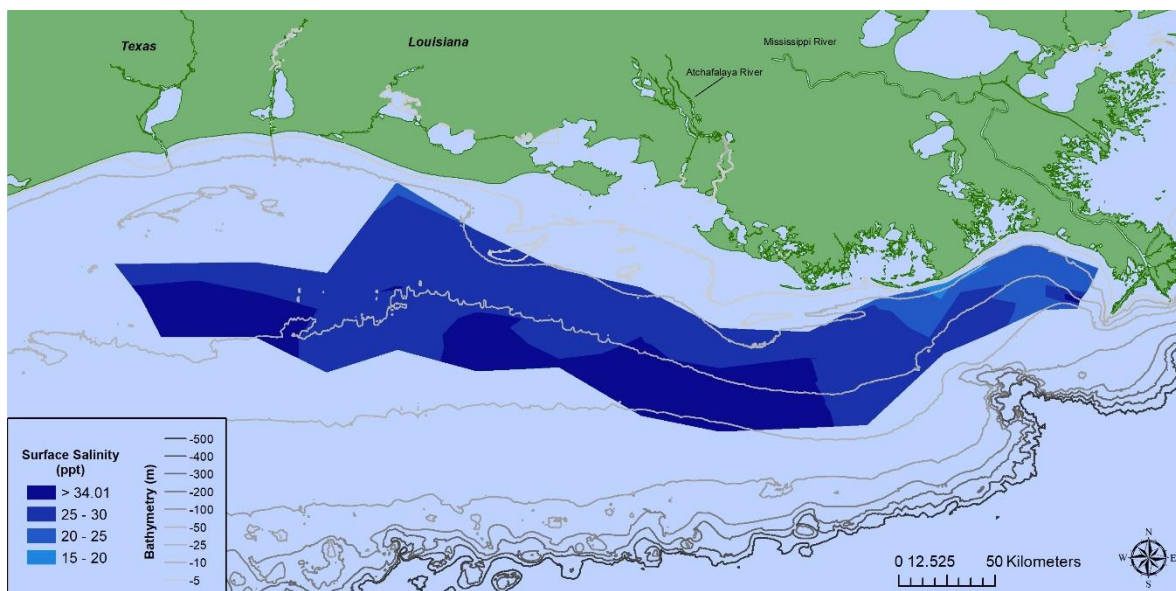 Texas
Louisiana
Mississippi River
Atchafalaya River
Surface Salinity
(ppt)
> 34.01
25 - 30
20 - 25
15 - 20
Bathymetry (m)
-500
-400
-300
-200
-100
-50
-25
-10
-5
0 12.525 50 Kilometers
N
W E
S